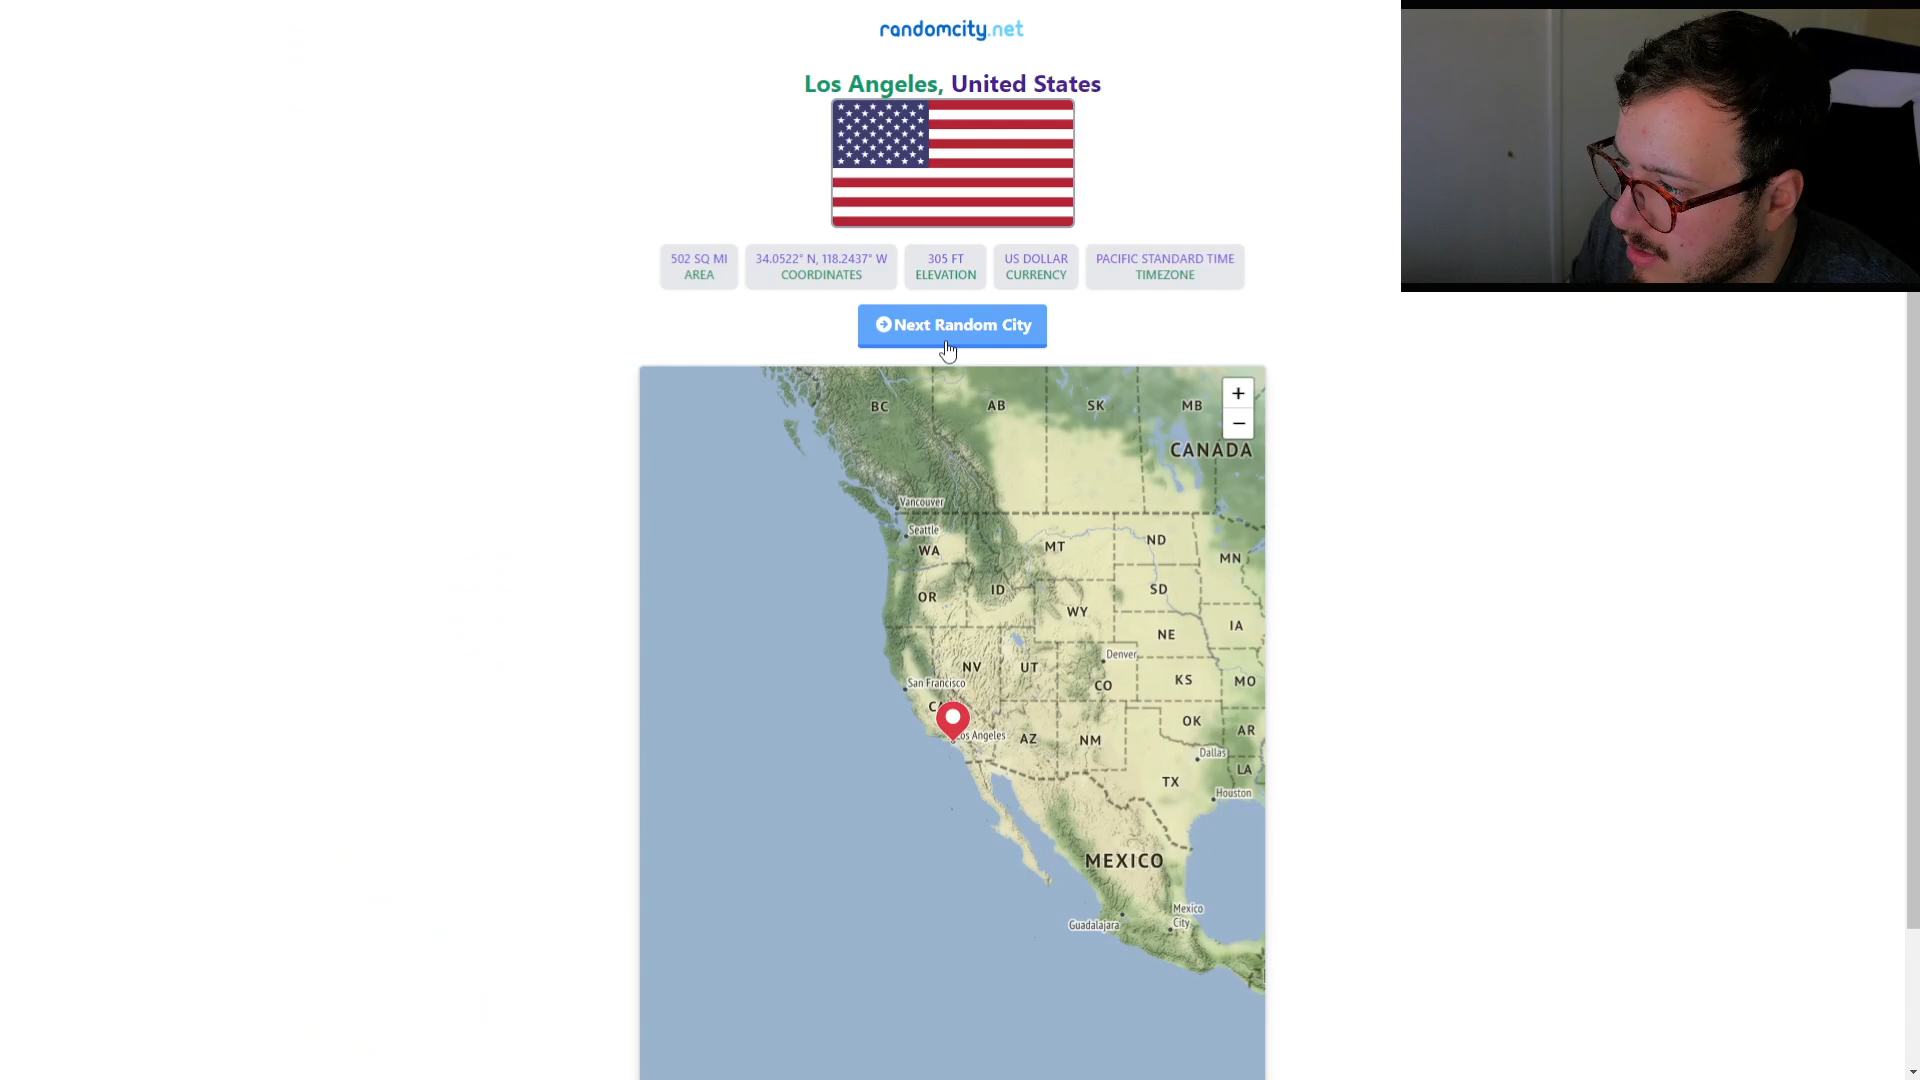 randomcity.net
Los Angeles, United States
502 SQ MI
AREA
34.0522° N, 118.2437° W
COORDINATES
305 FT
ELEVATION
US DOLLAR
CURRENCY
PACIFIC STANDARD TIME
TIMEZONE
Next Random City
+
−
BC
AB
SK
MB
CANADA
Vancouver
Seattle
WA
MT
ND
MN
OR
ID
SD
WY
IA
NE
Denver
NV
UT
CO
KS
MO
San Francisco
OK
AR
AZ
NM
Dallas
LA
TX
Houston
MEXICO
Guadalajara
Mexico
City